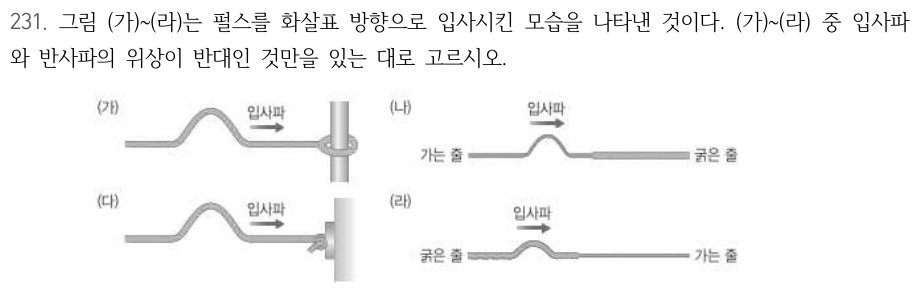 231. 그림 (가)~(라)는 펄스를 화살표 방향으로 입사시킨 모습을 나타낸 것이다. (가)~(라) 중 입사파
와 반사파의 위상이 반대인 것만을 있는 대로 고르시오.
(가) 입사파
(나) 입사파
가는 줄 굵은 줄
(다) 입사파
(라) 입사파
굵은 줄 가는 줄